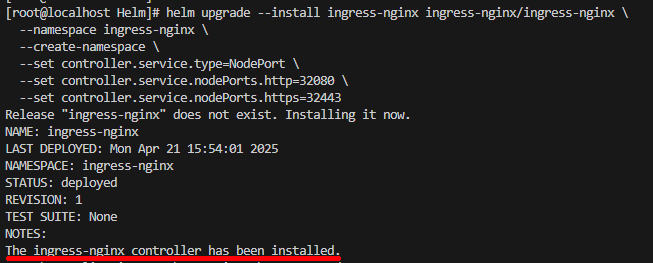 [root@localhost Helm]# helm upgrade --install ingress-nginx ingress-nginx/ingress-nginx \
  --namespace ingress-nginx \
  --create-namespace \
  --set controller.service.type=NodePort \
  --set controller.service.nodePorts.http=32080 \
  --set controller.service.nodePorts.https=32443
Release "ingress-nginx" does not exist. Installing it now.
NAME: ingress-nginx
LAST DEPLOYED: Mon Apr 21 15:54:01 2025
NAMESPACE: ingress-nginx
STATUS: deployed
REVISION: 1
TEST SUITE: None
NOTES:
The ingress-nginx controller has been installed.